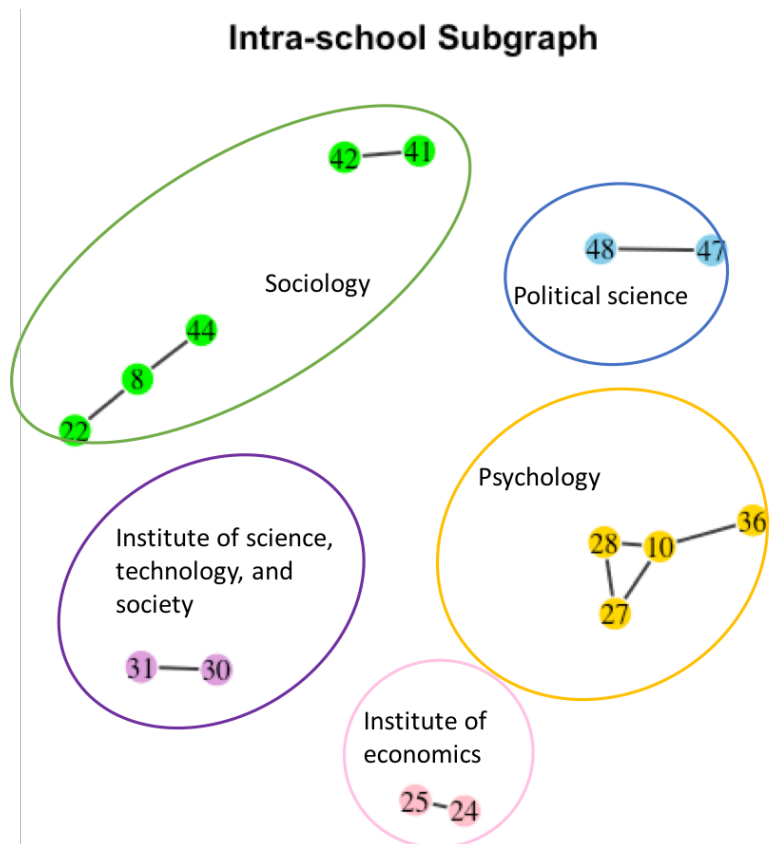 Intra-school Subgraph
42 41
48 47
Sociology
Political science
44
8
22
Psychology
36
28 10
27
Institute of science,
technology, and
society
31 30
Institute of
economics
25 24